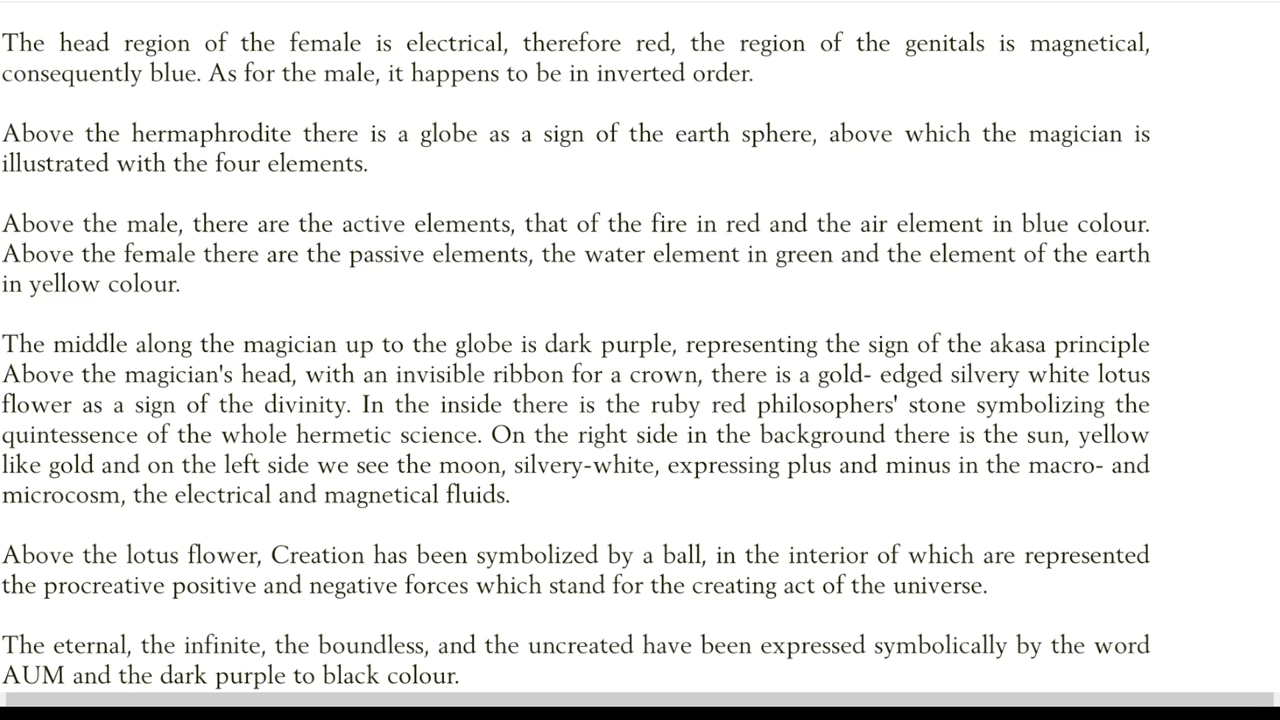 The head region of the female is electrical, therefore red, the region of the genitals is magnetical,
consequently blue. As for the male, it happens to be in inverted order.
Above the hermaphrodite there is a globe as a sign of the earth sphere, above which the magician is
illustrated with the four elements.
Above the male, there are the active elements, that of the fire in red and the air element in blue colour.
Above the female there are the passive elements, the water element in green and the element of the earth
in yellow colour.
The middle along the magician up to the globe is dark purple, representing the sign of the akasa principle
Above the magician's head, with an invisible ribbon for a crown, there is a gold- edged silvery white lotus
flower as a sign of the divinity. In the inside there is the ruby red philosophers' stone symbolizing the
quintessence of the whole hermetic science. On the right side in the background there is the sun, yellow
like gold and on the left side we see the moon, silvery-white, expressing plus and minus in the macro- and
microcosm, the electrical and magnetical fluids.
Above the lotus flower, Creation has been symbolized by a ball, in the interior of which are represented
the procreative positive and negative forces which stand for the creating act of the universe.
The eternal, the infinite, the boundless, and the uncreated have been expressed symbolically by the word
AUM and the dark purple to black colour.